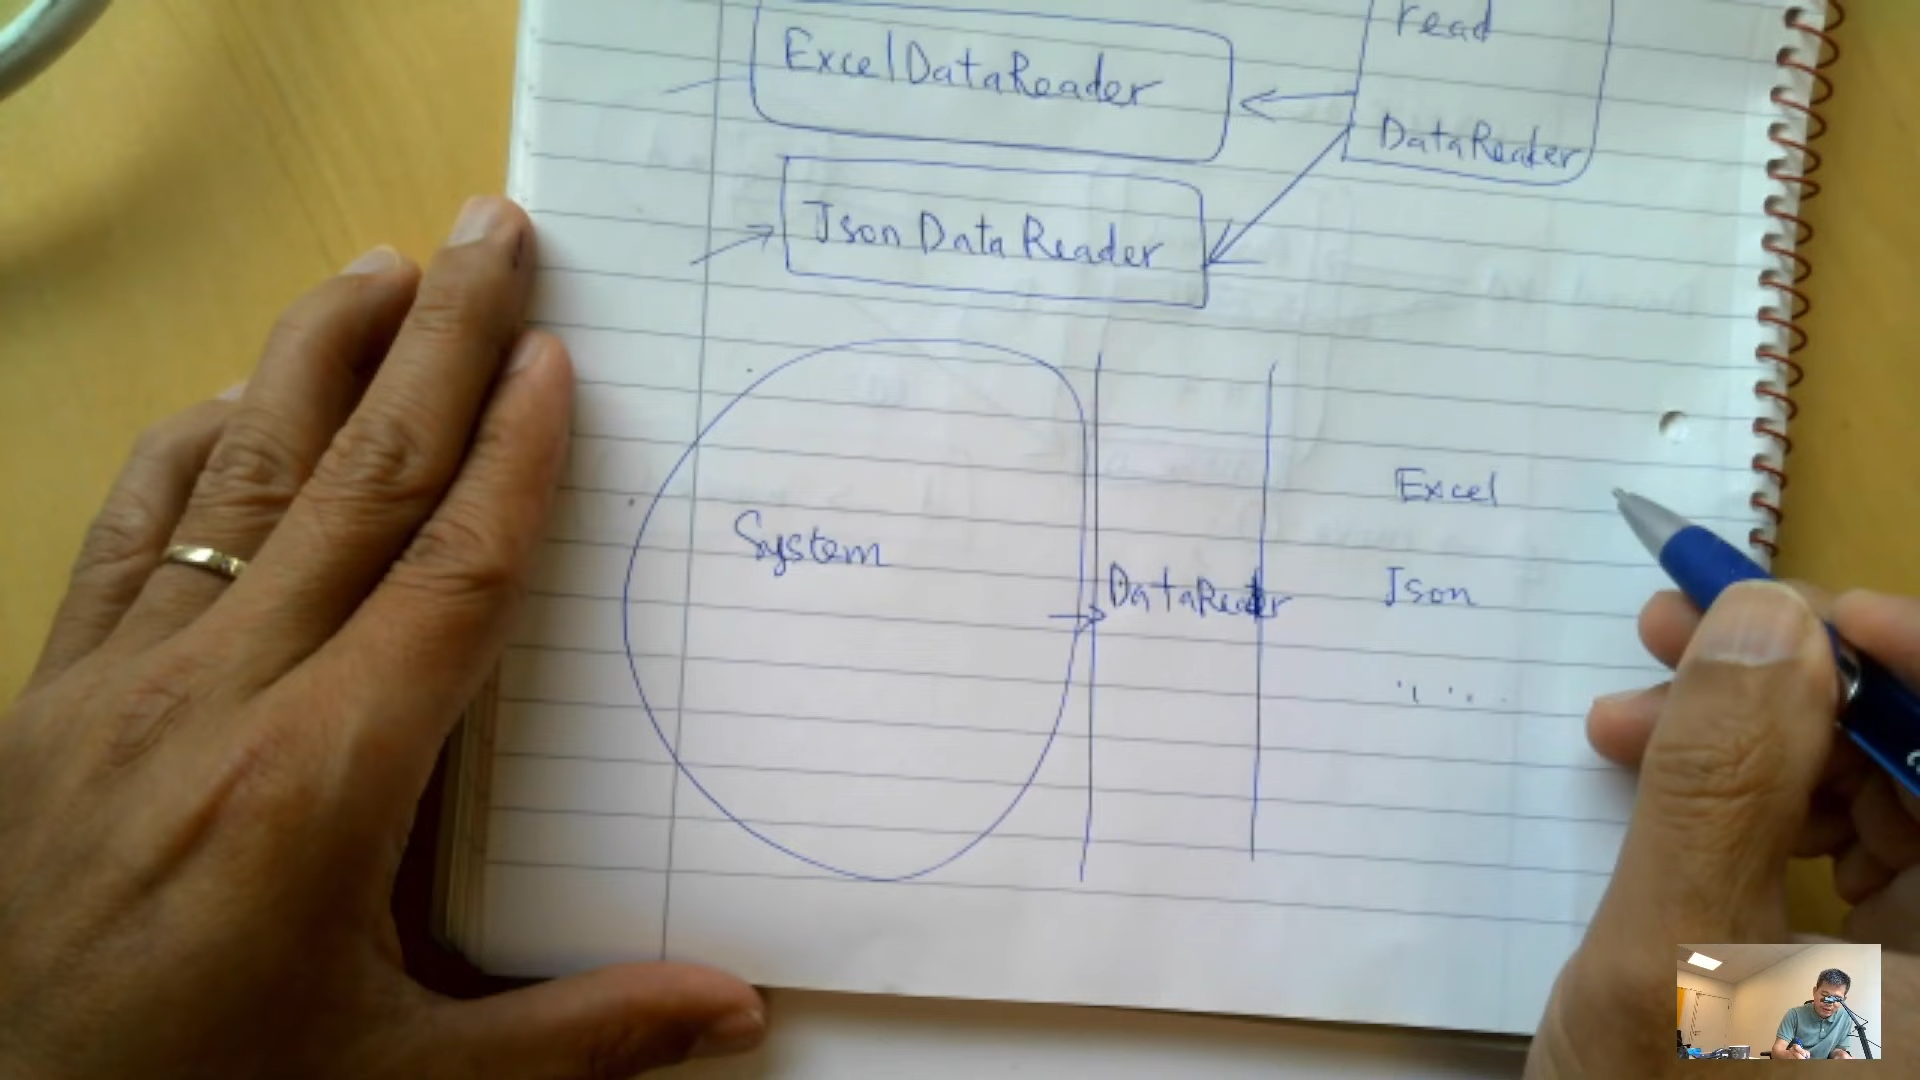 read
ExcelDataReader
DataReader
Json DataReader
Excel
System
DataReader
Json
.....